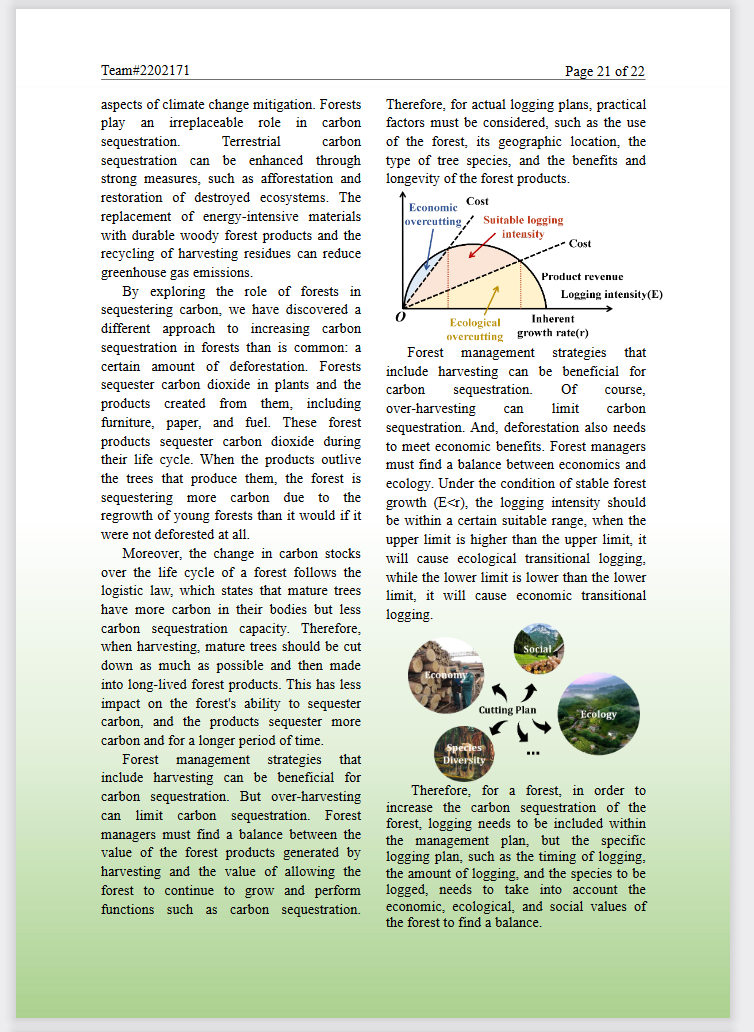 Team#2202171
Page 21 of 22
aspects of climate change mitigation. Forests
play an irreplaceable role in carbon
sequestration. Terrestrial carbon
sequestration can be enhanced through
strong measures, such as afforestation and
restoration of destroyed ecosystems. The
replacement of energy-intensive materials
with durable woody forest products and the
recycling of harvesting residues can reduce
greenhouse gas emissions.
By exploring the role of forests in
sequestering carbon, we have discovered a
different approach to increasing carbon
sequestration in forests than is common: a
certain amount of deforestation. Forests
sequester carbon dioxide in plants and the
products created from them, including
furniture, paper, and fuel. These forest
products sequester carbon dioxide during
their life cycle. When the products outlive
the trees that produce them, the forest is
sequestering more carbon due to the
regrowth of young forests than it would if it
were not deforested at all.
Moreover, the change in carbon stocks
over the life cycle of a forest follows the
logistic law, which states that mature trees
have more carbon in their bodies but less
carbon sequestration capacity. Therefore,
when harvesting, mature trees should be cut
down as much as possible and then made
into long-lived forest products. This has less
impact on the forest's ability to sequester
carbon, and the products sequester more
carbon and for a longer period of time.
Forest management strategies that
include harvesting can be beneficial for
carbon sequestration. But over-harvesting
can limit carbon sequestration. Forest
managers must find a balance between the
value of the forest products generated by
harvesting and the value of allowing the
forest to continue to grow and perform
functions such as carbon sequestration.
Therefore, for actual logging plans, practical
factors must be considered, such as the use
of the forest, its geographic location, the
type of tree species, and the benefits and
longevity of the forest products.
Cost
Economic
overcutting
Suitable logging
intensity
Cost
Product revenue
Logging intensity(E)
O
Ecological
overcutting
Inherent
growth rate(r)
Forest management strategies that
include harvesting can be beneficial for
carbon sequestration. Of course,
over-harvesting can limit carbon
sequestration. And, deforestation also needs
to meet economic benefits. Forest managers
must find a balance between economics and
ecology. Under the condition of stable forest
growth (E<r), the logging intensity should
be within a certain suitable range, when the
upper limit is higher than the upper limit, it
will cause ecological transitional logging,
while the lower limit is lower than the lower
limit, it will cause economic transitional
logging.
Social
Economy
Cutting Plan
Ecology
Species
Diversity
...
Therefore, for a forest, in order to
increase the carbon sequestration of the
forest, logging needs to be included within
the management plan, but the specific
logging plan, such as the timing of logging,
the amount of logging, and the species to be
logged, needs to take into account the
economic, ecological, and social values of
the forest to find a balance.